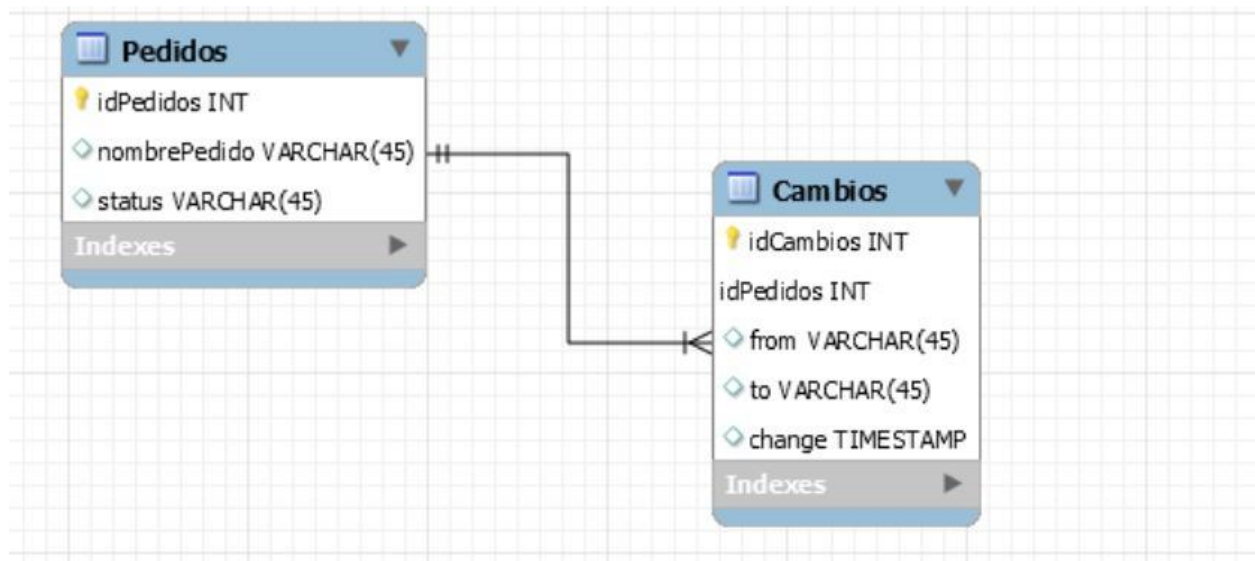 Pedidos
idPedidos INT
nombrePedido VARCHAR(45)
status VARCHAR(45)
Indexes
Cambios
idCambios INT
idPedidos INT
from VARCHAR(45)
to VARCHAR(45)
change TIMESTAMP
Indexes